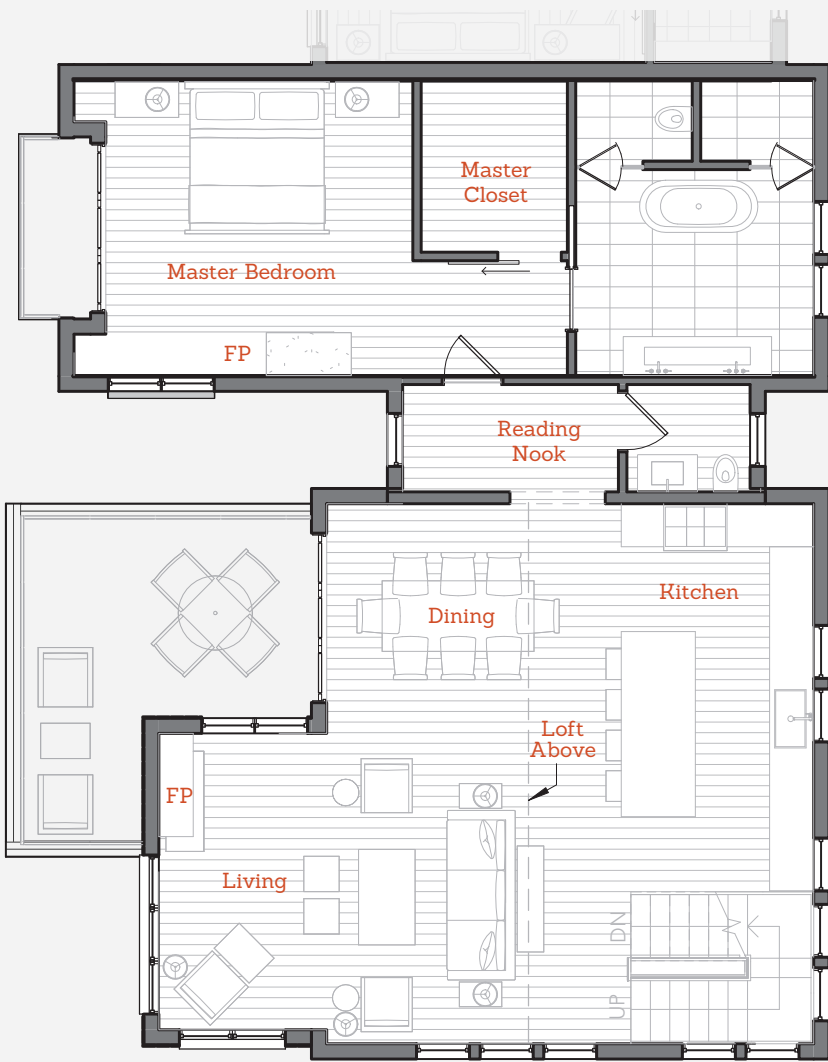 Master
Closet
Master Bedroom
FP
Reading
Nook
Kitchen
Dining
Loft
Above
FP
Living
DN
UP